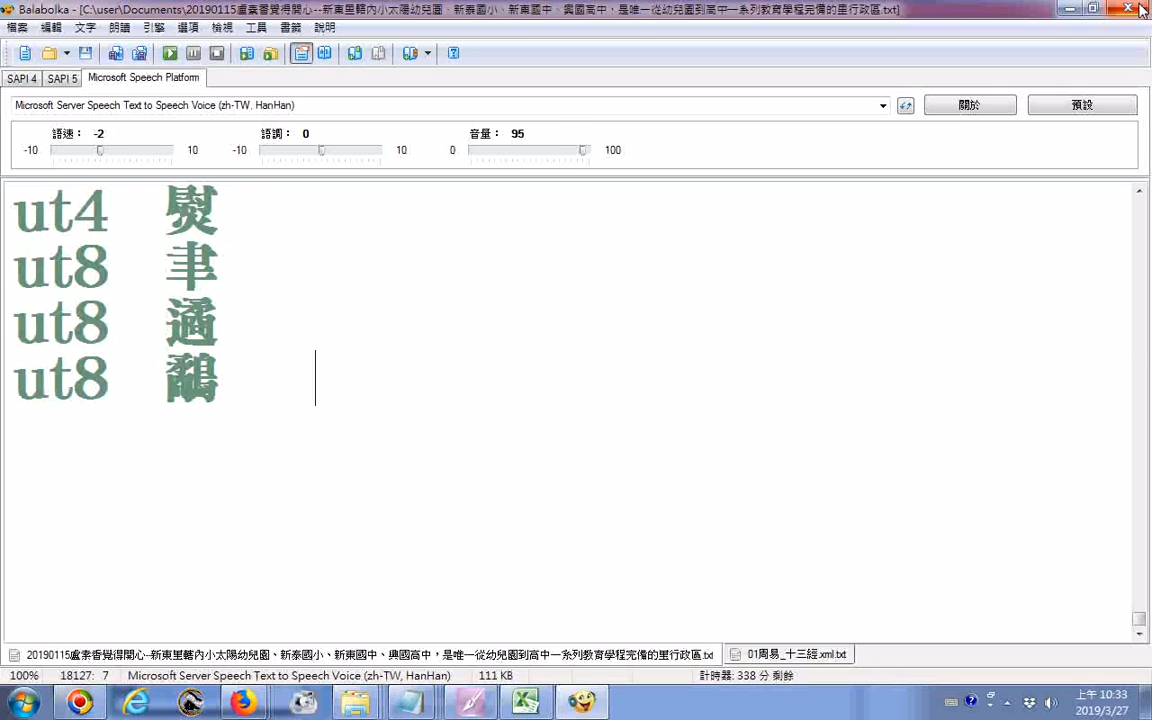 Balabolka - [C:\user\Documents\20190115盧素香覺得開心--新東里轄內小太陽幼兒園、新泰國小、新東國中、興國高中，是唯一從幼兒園到高中一系列教育學程完備的里行政區.txt]
檔案 編輯 文字 朗讀 引擎 選項 檢視 工具 書籤 說明
SAPI 4 SAPI 5 Microsoft Speech Platform
Microsoft Server Speech Text to Speech Voice (zh-TW, HanHan) 關於 預設
語速： -2 語調： 0 音量： 95
-10 10 -10 10 0 100
ut4 熨
ut8 聿
ut8 遹
ut8 鷸
20190115盧素香覺得開心--新東里轄內小太陽幼兒園、新泰國小、新東國中、興國高中，是唯一從幼兒園到高中一系列教育學程完備的里行政區.txt 01周易_十三經.xml.txt
100% 18127: 7 Microsoft Server Speech Text to Speech Voice (zh-TW, HanHan) 111 KB 計時器: 338 分 剩餘
上午 10:33
2019/3/27